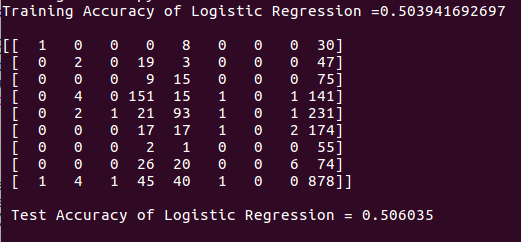 Training Accuracy of Logistic Regression =0.503941692697
[[ 1 0 0 0 8 0 0 0 30]
[ 0 2 0 19 3 0 0 0 47]
[ 0 0 0 9 15 0 0 0 75]
[ 0 4 0 151 15 1 0 1 141]
[ 0 2 1 21 93 1 0 1 231]
[ 0 0 0 17 17 1 0 2 174]
[ 0 0 0 2 1 0 0 0 55]
[ 0 0 0 26 20 0 0 6 74]
[ 1 4 1 45 40 1 0 0 878]]
Test Accuracy of Logistic Regression = 0.506035